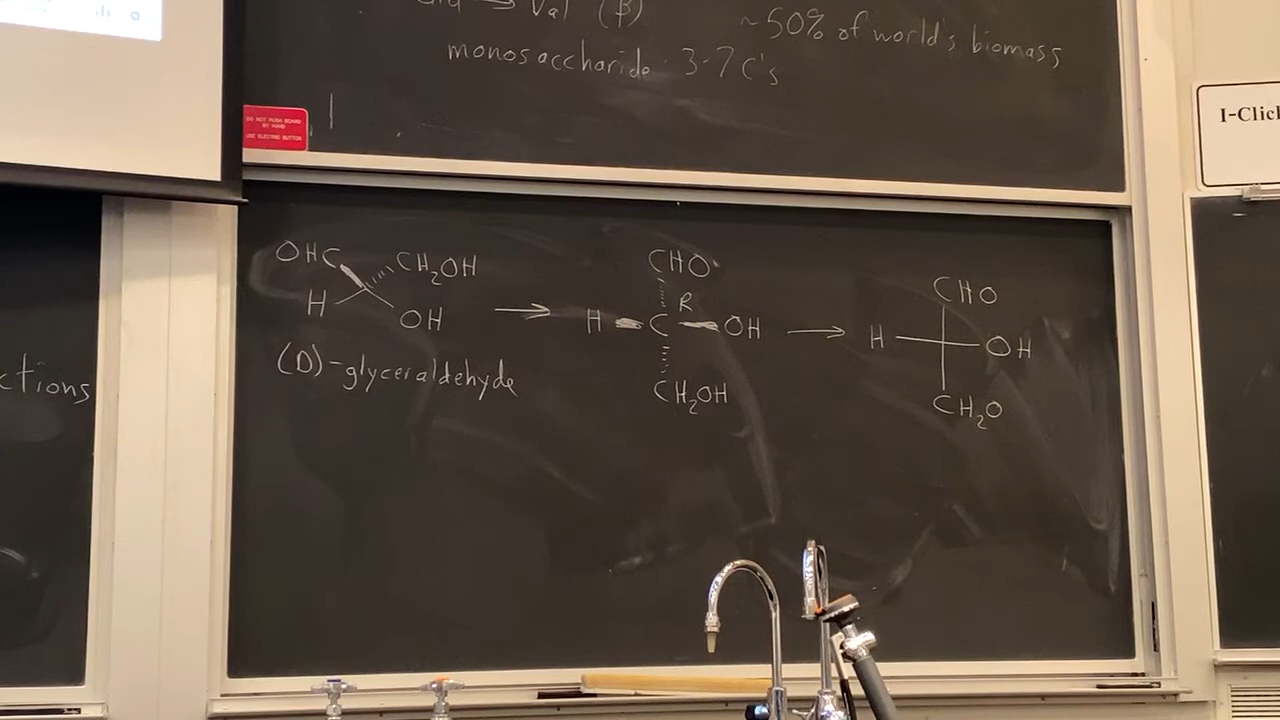 → Val (β)
~50% of world's biomass
monosaccharide: 3-7 C's
DO NOT PUSH BOARD
BY HAND
USE ELECTRIC BUTTON
I-Clic
ctions
OHC CH₂OH
H OH
(D)-glyceraldehyde
→
CHO
R
H C OH
CH₂OH
→
CHO
H OH
CH₂O